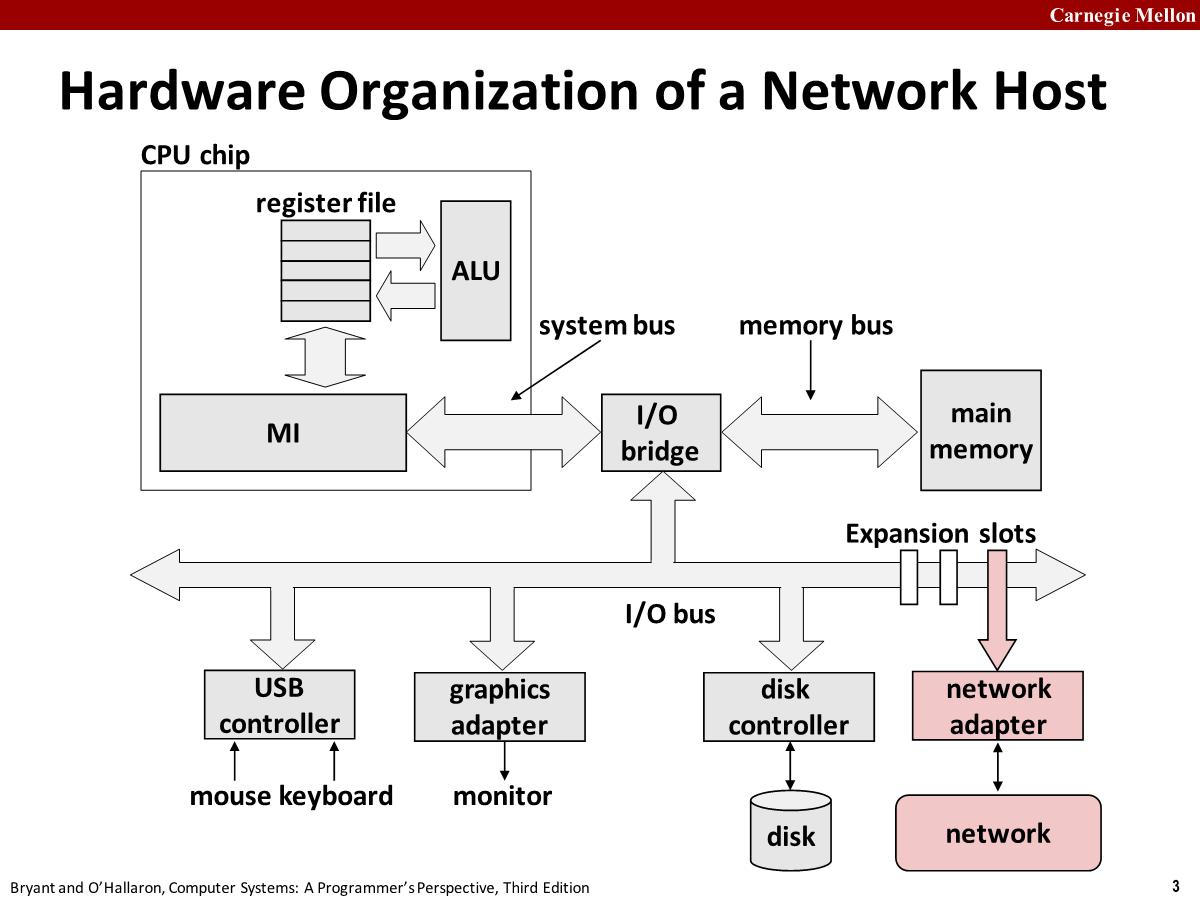 Carnegie Mellon
Hardware Organization of a Network Host
CPU chip
register file
ALU
system bus
memory bus
MI
I/O
bridge
main
memory
Expansion slots
I/O bus
USB
controller
graphics
adapter
disk
controller
network
adapter
mouse keyboard
monitor
disk
network
Bryant and O’Hallaron, Computer Systems: A Programmer’s Perspective, Third Edition
3